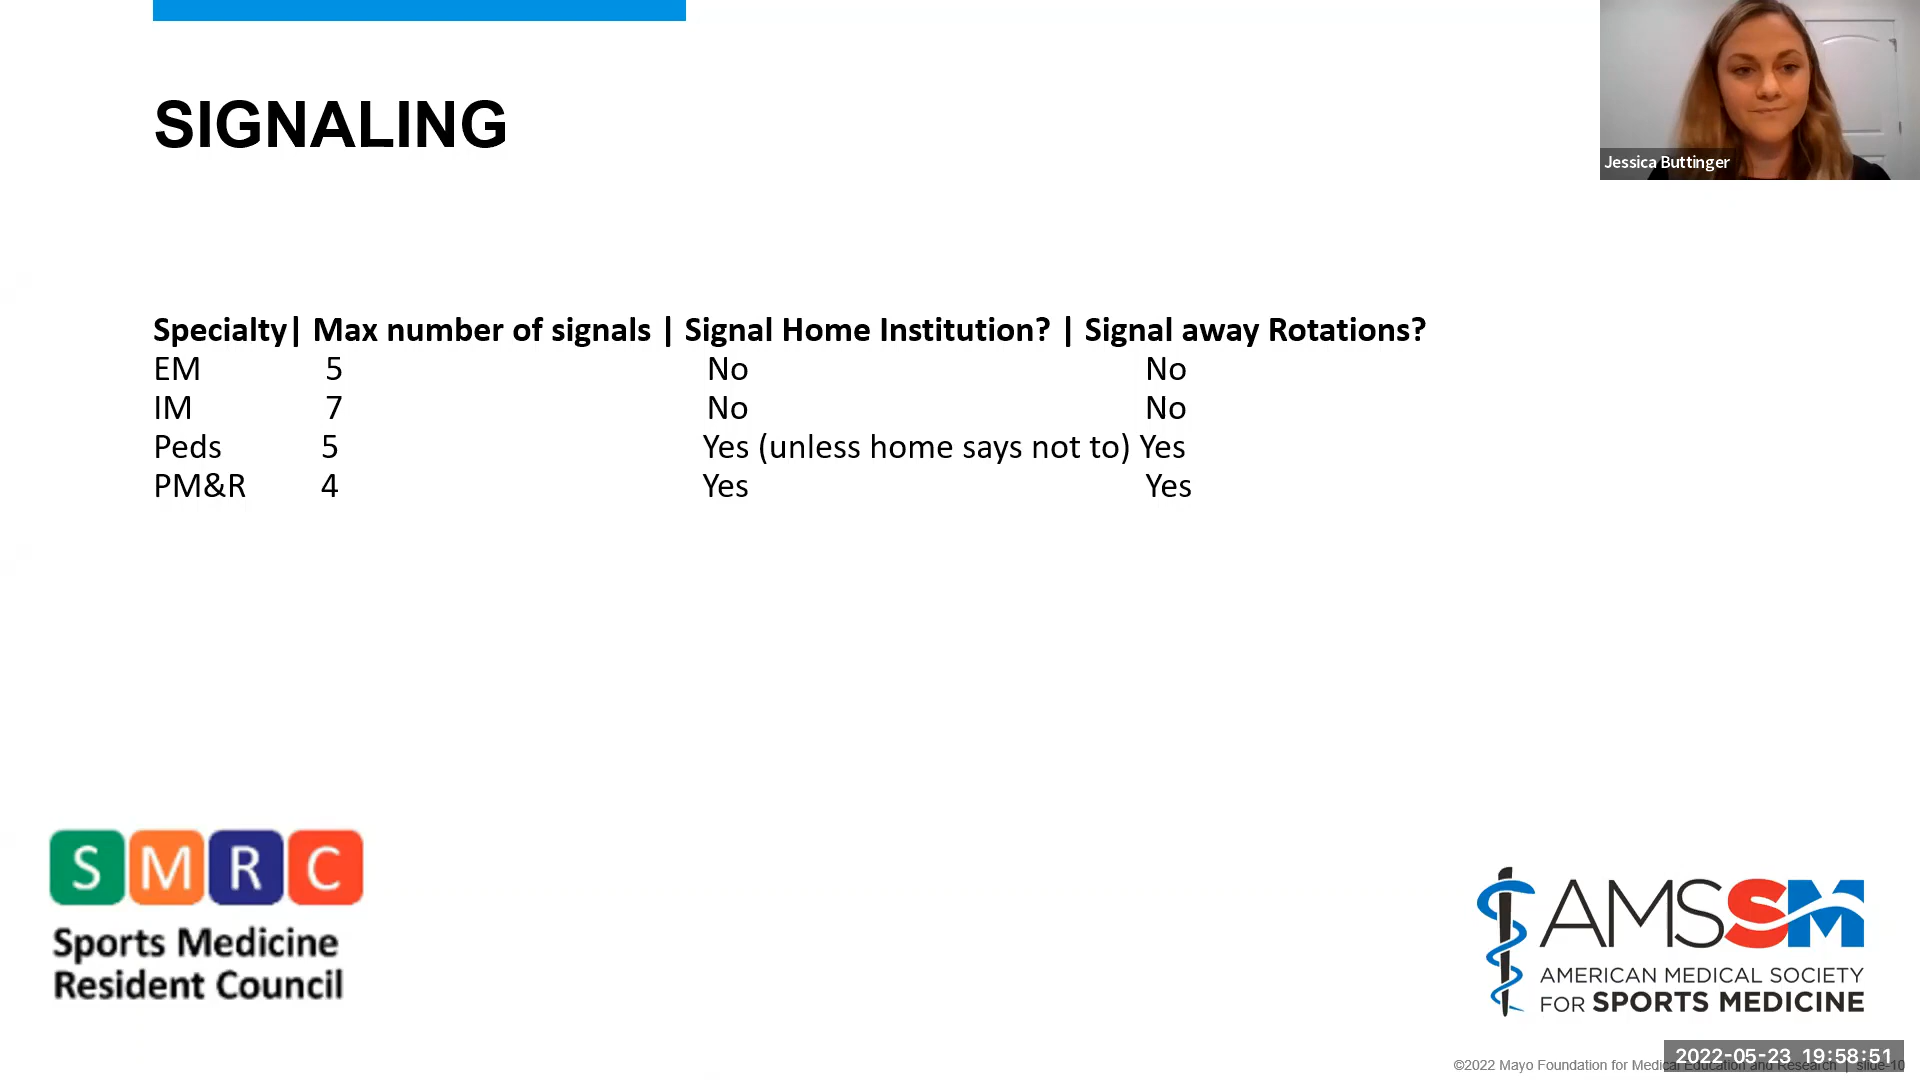 SIGNALING
Jessica Buttinger
Specialty| Max number of signals | Signal Home Institution? | Signal away Rotations?
EM 5 No No
IM 7 No No
Peds 5 Yes (unless home says not to) Yes
PM&R 4 Yes Yes
SMRC
Sports Medicine
Resident Council
AMSSM
AMERICAN MEDICAL SOCIETY
FOR SPORTS MEDICINE
2022-05-23 19:58:51
©2022 Mayo Foundation for Medical Education and Research | slide-10